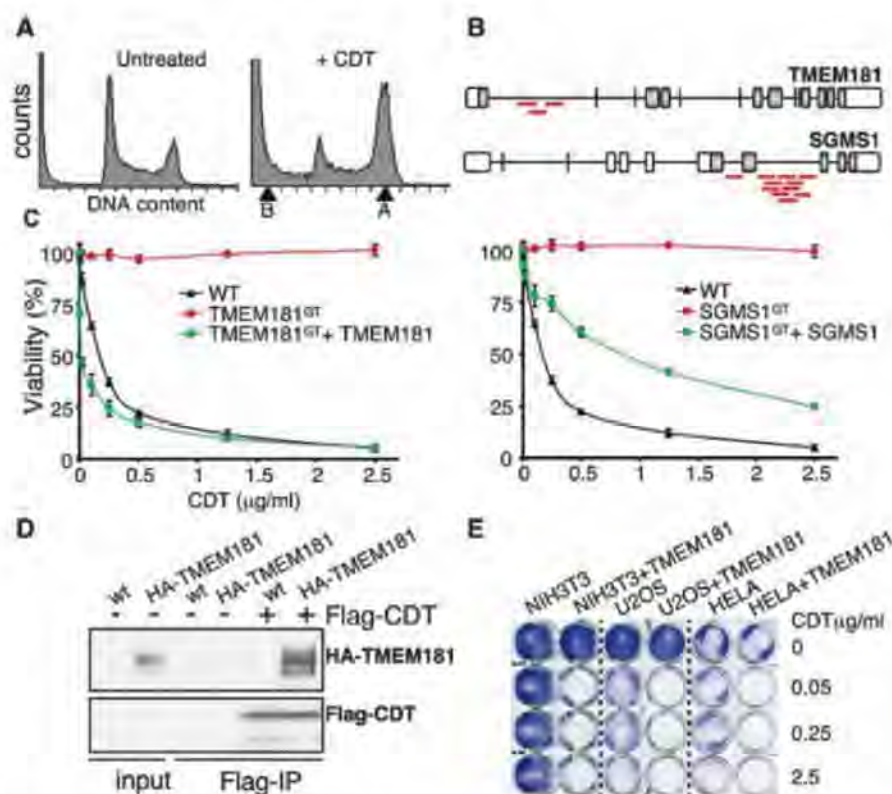 A
Untreated
+ CDT
counts
DNA content
B
A
B
TMEM181
SGMS1
C
100
75
50
25
0
Viability (%)
WT
TMEM181GT
TMEM181GT + TMEM181
0 0.5 1 1.5 2 2.5
CDT (μg/ml)
100
75
50
25
0
WT
SGMS1GT
SGMS1GT + SGMS1
0 0.5 1 1.5 2 2.5
D
wt HA-TMEM181 wt HA-TMEM181 wt HA-TMEM181
- - - - + + Flag-CDT
HA-TMEM181
Flag-CDT
input Flag-IP
E
NIH3T3 NIH3T3+TMEM181 U2OS U2OS+TMEM181 HELA HELA+TMEM181
CDTμg/ml
0
0.05
0.25
2.5